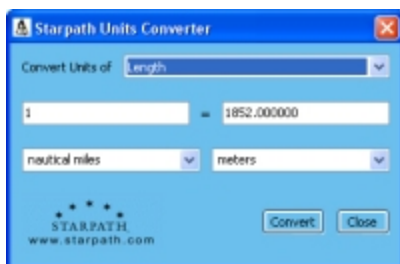 Starpath Units Converter
Convert Units of Length
1 = 1852.000000
nautical miles meters
STARPATH
www.starpath.com
Convert Close